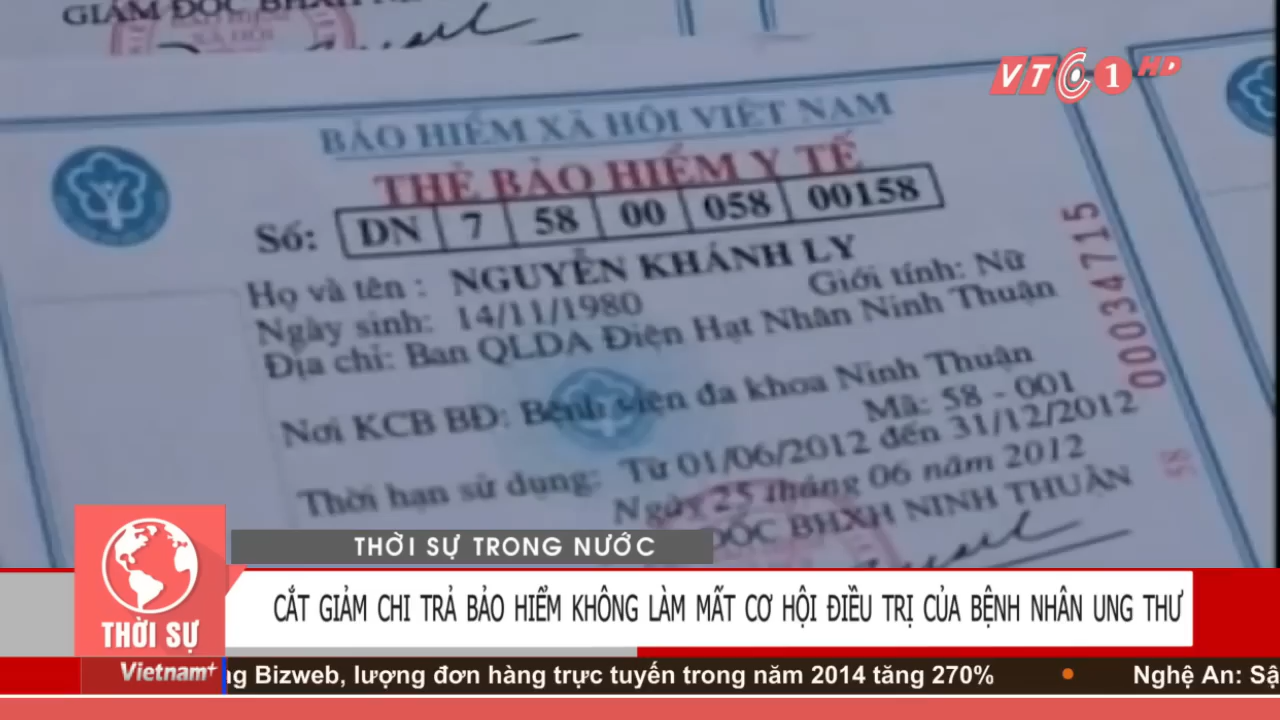 GIÁM ĐỐC BHXH
XÃ HỘI
VTC 1 HD
BẢO HIỂM XÃ HỘI VIỆT NAM
THẺ BẢO HIỂM Y TẾ
Số: DN 7 58 00 058 00158
Họ và tên : NGUYỄN KHÁNH LY
Ngày sinh: 14/11/1980 Giới tính: Nữ
Địa chỉ: Ban QLDA Điện Hạt Nhân Ninh Thuận
Nơi KCB BĐ: Bệnh viện đa khoa Ninh Thuận
Mã: 58 - 001
Thời hạn sử dụng: Từ 01/06/2012 đến 31/12/2012
Ngày 25 tháng 06 năm 2012
ĐỐC BHXH NINH THUẬN
00034715
58
THỜI SỰ TRONG NƯỚC
CẮT GIẢM CHI TRẢ BẢO HIỂM KHÔNG LÀM MẤT CƠ HỘI ĐIỀU TRỊ CỦA BỆNH NHÂN UNG THƯ
THỜI SỰ
Vietnam+
ng Bizweb, lượng đơn hàng trực tuyến trong năm 2014 tăng 270% • Nghệ An: Sậ